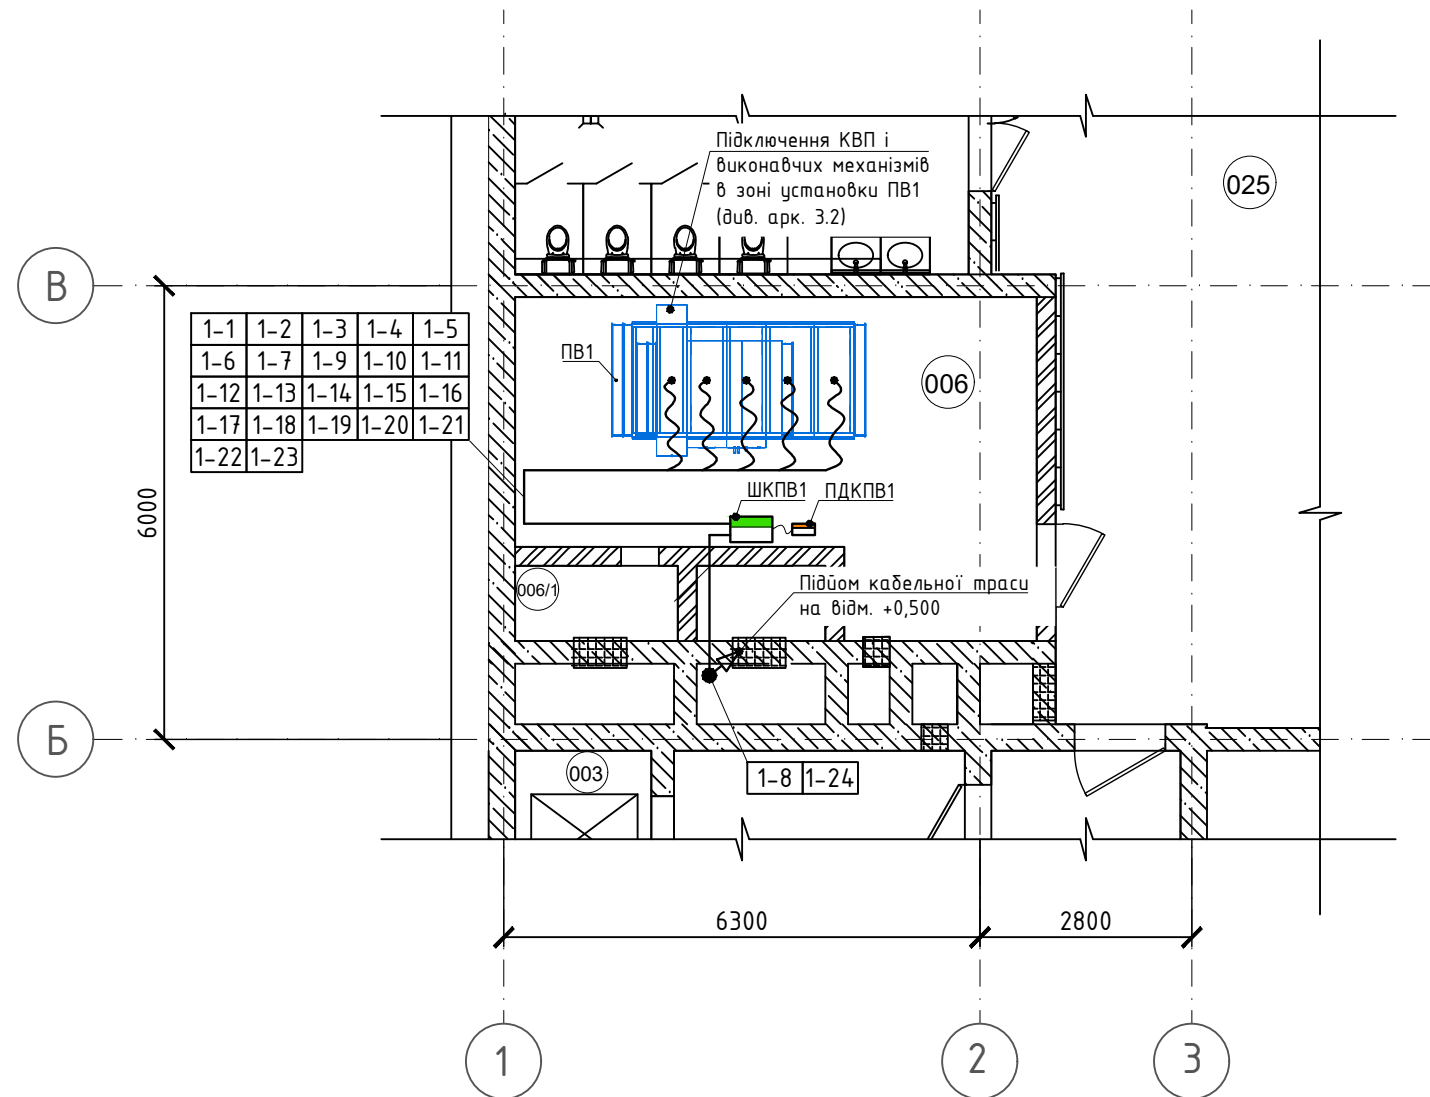 Підключення КВП і
виконавчих механізмів
в зоні установки ПВ1
(див. арк. 3.2)
025
В
1-1 1-2 1-3 1-4 1-5
1-6 1-7 1-9 1-10 1-11
1-12 1-13 1-14 1-15 1-16
1-17 1-18 1-19 1-20 1-21
1-22 1-23
ПВ1
006
6000
ШКПВ1 ПДКПВ1
006/1
Підйом кабельної траси
на відм. +0,500
Б
003
1-8 1-24
6300 2800
1 2 3